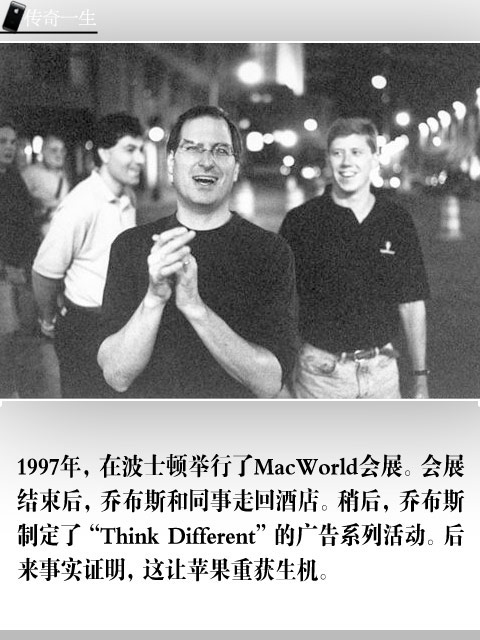 传奇一生
1997年，在波士顿举行了MacWorld会展。会展
结束后，乔布斯和同事走回酒店。稍后，乔布斯
制定了“Think Different”的广告系列活动。后
来事实证明，这让苹果重获生机。